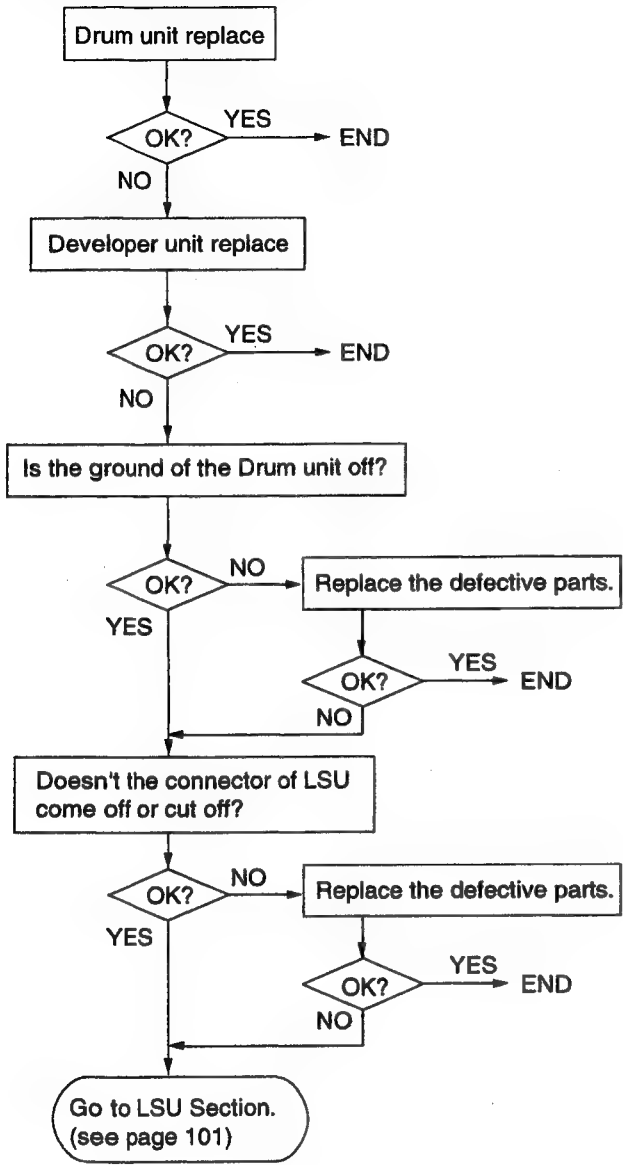 Drum unit replace
OK?
YES
END
NO
Developer unit replace
OK?
YES
END
NO
Is the ground of the Drum unit off?
OK?
NO
Replace the defective parts.
YES
OK?
YES
END
NO
Doesn't the connector of LSU
come off or cut off?
OK?
NO
Replace the defective parts.
YES
OK?
YES
END
NO
Go to LSU Section.
(see page 101)